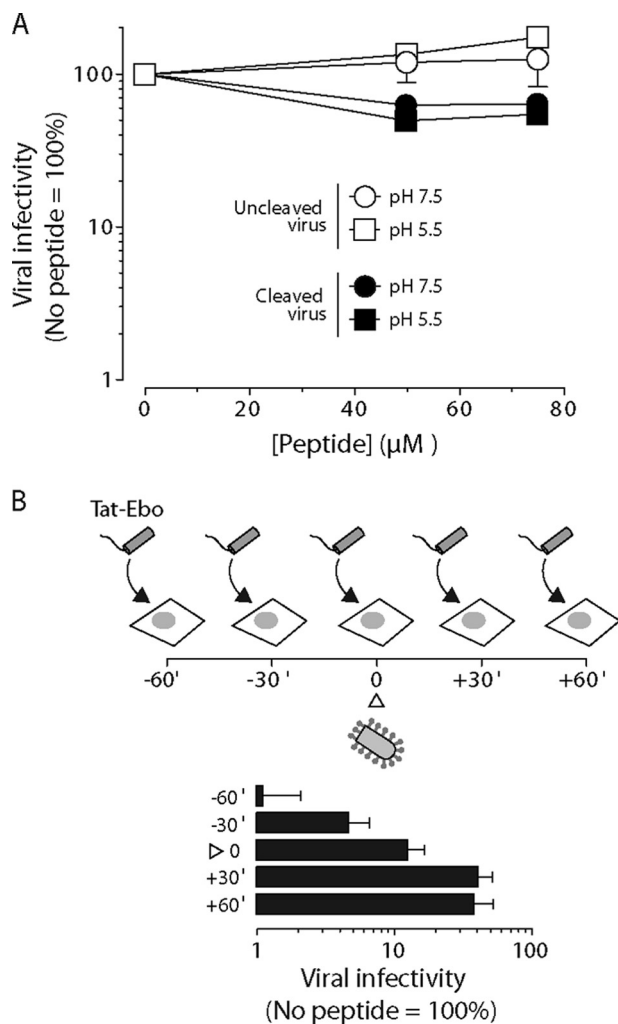 A
Viral infectivity
(No peptide = 100%)
100
10
1
0
20
40
60
80
[Peptide] (µM )
Uncleaved
virus
pH 7.5
pH 5.5
Cleaved
virus
pH 7.5
pH 5.5
B
Tat-Ebo
-60' -30' 0 +30' +60'
-60'
-30'
0
+30'
+60'
1 10 100
Viral infectivity
(No peptide = 100%)